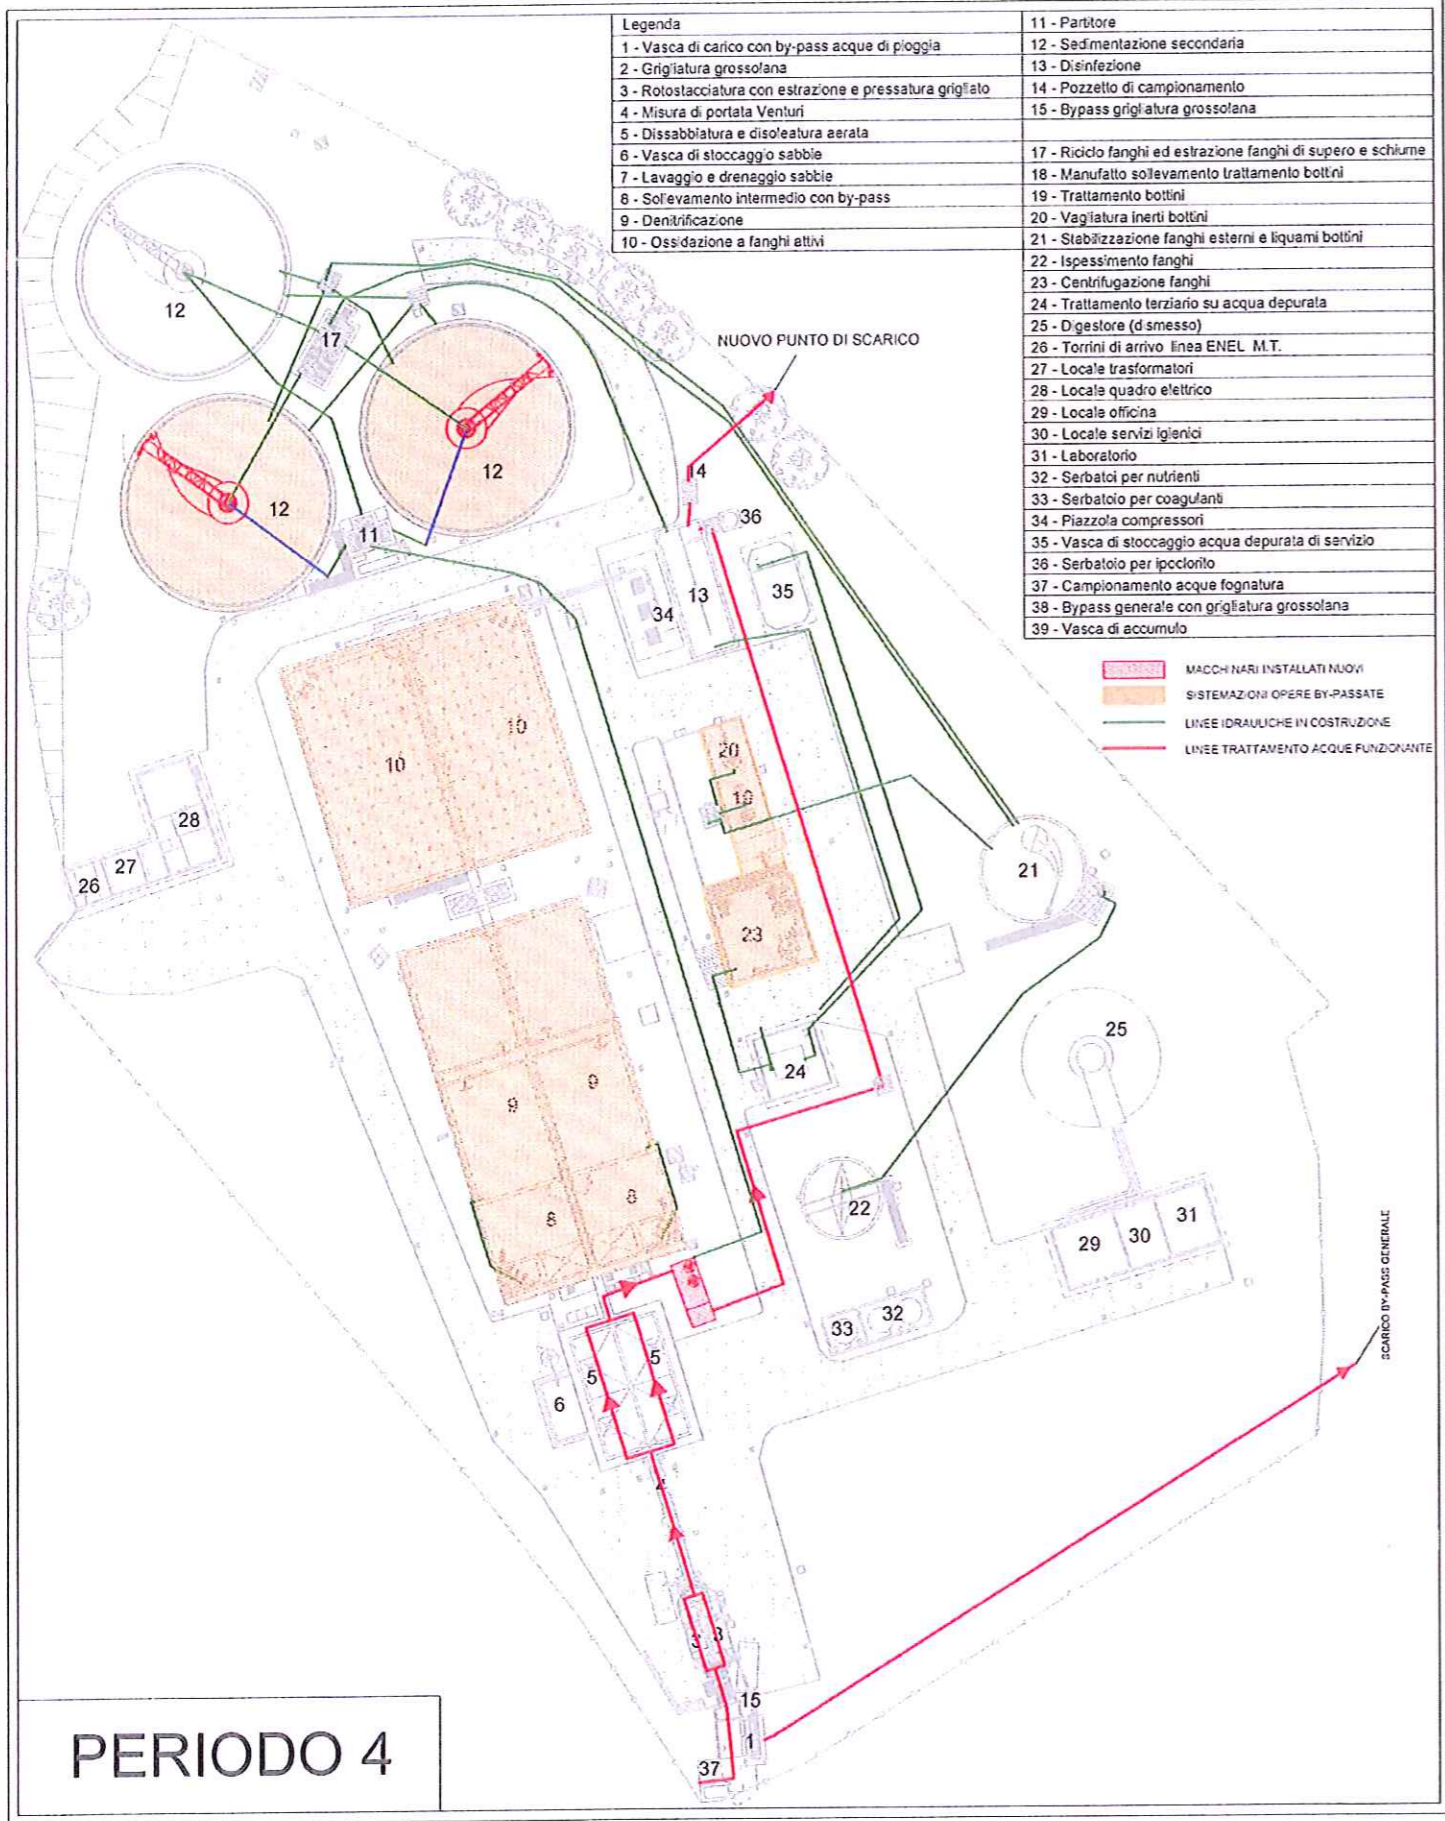 Legenda
1 - Vasca di carico con by-pass acque di pioggia
2 - Grigliatura grossolana
3 - Rotostacciatura con estrazione e pressatura grigliato
4 - Misura di portata Venturi
5 - Dissabbiatura e disoleatura aerata
6 - Vasca di stoccaggio sabbie
7 - Lavaggio e drenaggio sabbie
8 - Sollevamento intermedio con by-pass
9 - Denitrificazione
10 - Ossidazione a fanghi attivi
11 - Partitore
12 - Sedimentazione secondaria
13 - Disinfezione
14 - Pozzetto di campionamento
15 - Bypass grigliatura grossolana
17 - Riciclo fanghi ed estrazione fanghi di supero e schiume
18 - Manufatto sollevamento trattamento bottini
19 - Trattamento bottini
20 - Vagliatura inerti bottini
21 - Stabilizzazione fanghi esterni e liquami bottini
22 - Ispessimento fanghi
23 - Centrifugazione fanghi
24 - Trattamento terziario su acqua depurata
25 - Digestore (dismesso)
26 - Torrini di arrivo linea ENEL M.T.
27 - Locale trasformatori
28 - Locale quadro elettrico
29 - Locale officina
30 - Locale servizi igienici
31 - Laboratorio
32 - Serbatoi per nutrienti
33 - Serbatoio per coagulanti
34 - Piazzola compressori
35 - Vasca di stoccaggio acqua depurata di servizio
36 - Serbatoio per ipoclorito
37 - Campionamento acque fognatura
38 - Bypass generale con grigliatura grossolana
39 - Vasca di accumulo
MACCHINARI INSTALLATI NUOVI
SISTEMAZIONI OPERE BY-PASSATE
LINEE IDRAULICHE IN COSTRUZIONE
LINEE TRATTAMENTO ACQUE FUNZIONANTE
12
17
NUOVO PUNTO DI SCARICO
12
14
12
36
11
35
13
34
10
20
10
19
28
27
26
21
23
25
24
9
9
22
8
8
31
30
29
32
33
SCARICO BY-PASS GENERALE
5
5
6
4
3
3
15
1
37
PERIODO 4